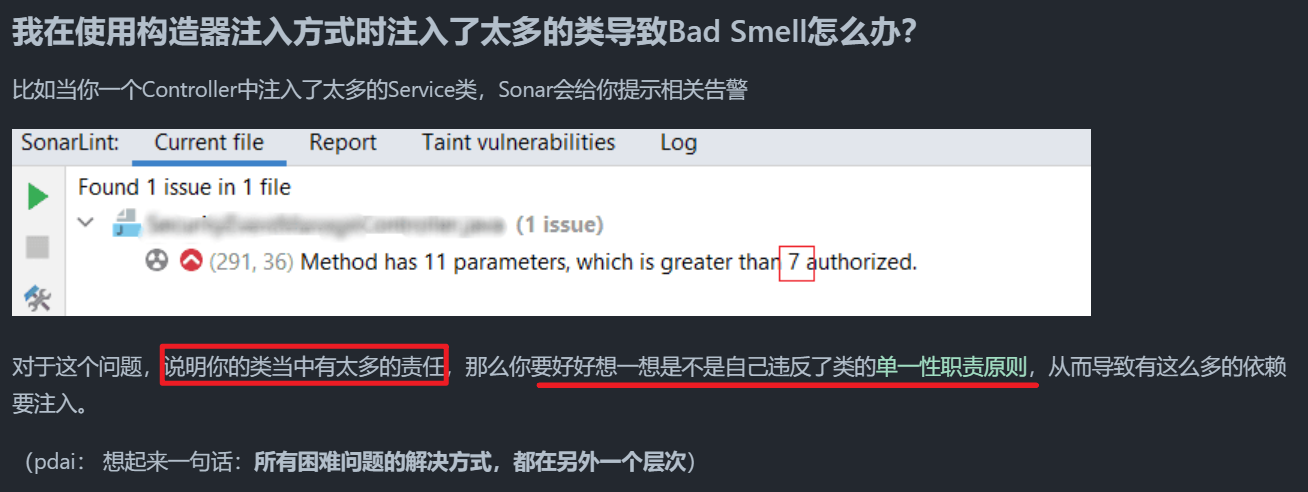 我在使用构造器注入方式时注入了太多的类导致Bad Smell怎么办？
比如当你一个Controller中注入了太多的Service类，Sonar会给你提示相关告警
SonarLint: Current file Report Taint vulnerabilities Log
Found 1 issue in 1 file
(1 issue)
(291, 36) Method has 11 parameters, which is greater than 7 authorized.
对于这个问题，说明你的类当中有太多的责任，那么你要好好想一想是不是自己违反了类的单一性职责原则，从而导致有这么多的依赖
要注入。
（pdai： 想起来一句话：所有困难问题的解决方式，都在另外一个层次）